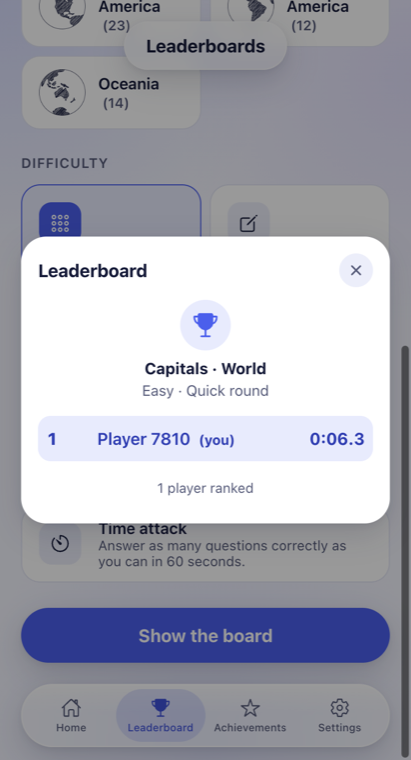 America
(23)
America
(12)
Leaderboards
Oceania
(14)
DIFFICULTY
Leaderboard
Capitals · World
Easy · Quick round
1 Player 7810 (you) 0:06.3
1 player ranked
Time attack
Answer as many questions correctly as
you can in 60 seconds.
Show the board
Home
Leaderboard
Achievements
Settings